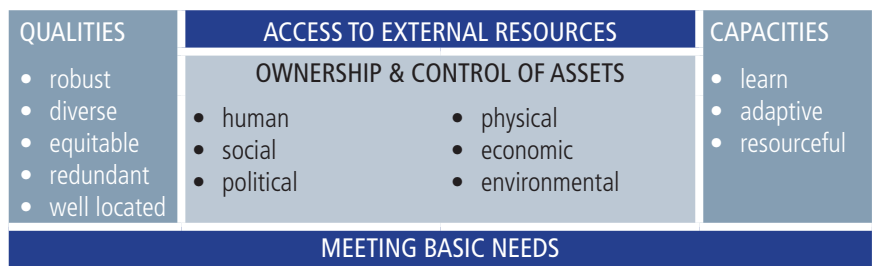 QUALITIES
• robust
• diverse
• equitable
• redundant
• well located
ACCESS TO EXTERNAL RESOURCES
OWNERSHIP & CONTROL OF ASSETS
• human
• social
• political
• physical
• economic
• environmental
CAPACITIES
• learn
• adaptive
• resourceful
MEETING BASIC NEEDS